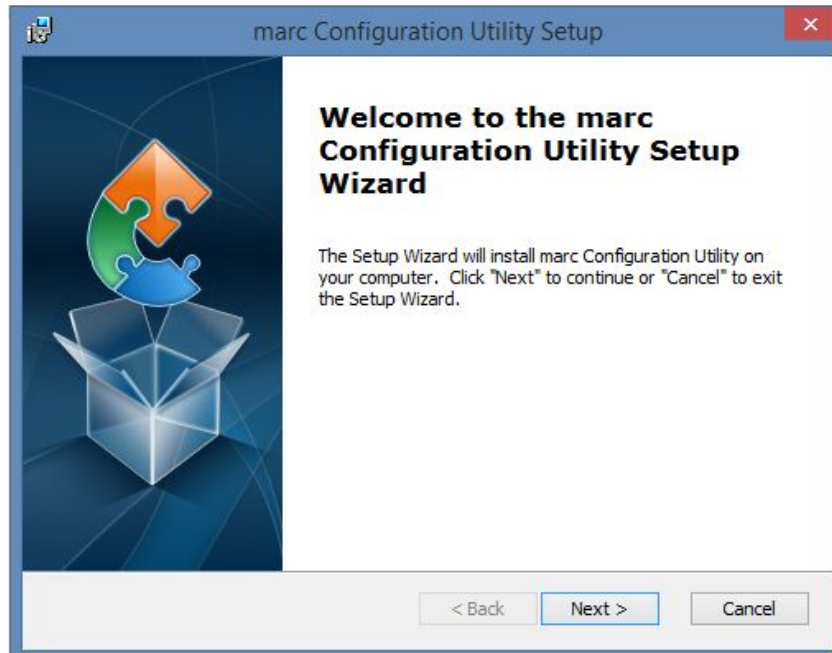 marc Configuration Utility Setup
Welcome to the marc
Configuration Utility Setup
Wizard
The Setup Wizard will install marc Configuration Utility on
your computer. Click "Next" to continue or "Cancel" to exit
the Setup Wizard.
< Back Next > Cancel